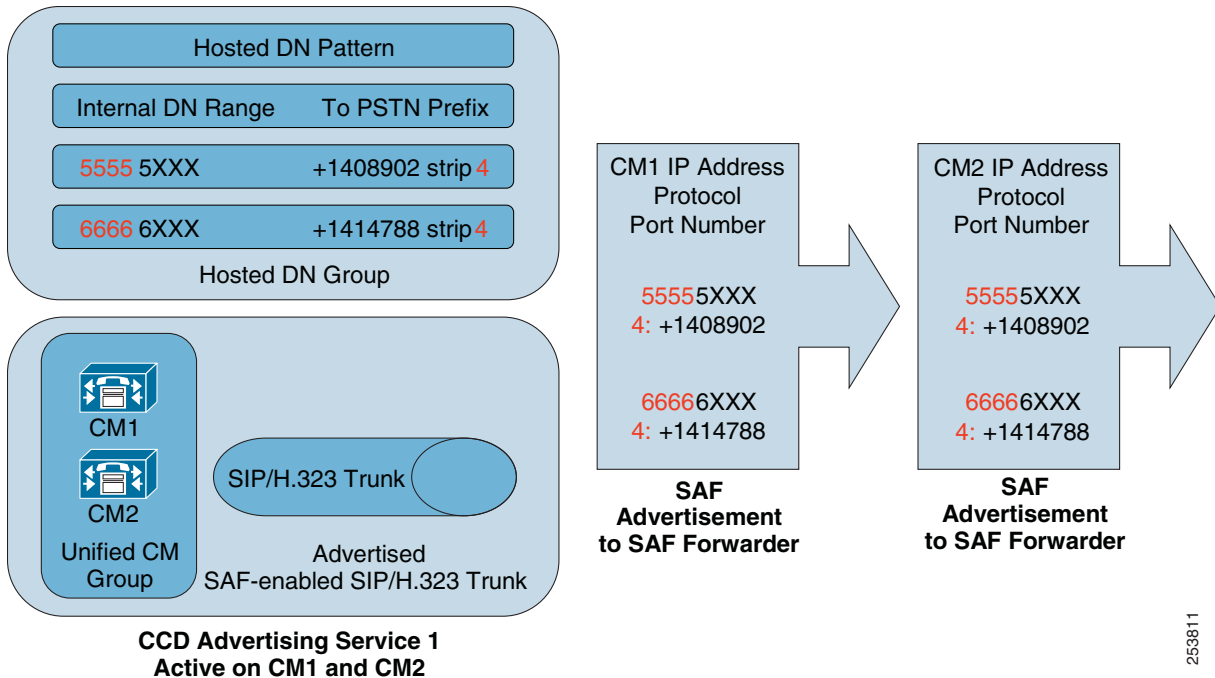 Hosted DN Pattern
Internal DN Range To PSTN Prefix
5555 5XXX +1408902 strip 4
6666 6XXX +1414788 strip 4
Hosted DN Group
CM1
CM2
Unified CM
Group
SIP/H.323 Trunk
Advertised
SAF-enabled SIP/H.323 Trunk
CCD Advertising Service 1
Active on CM1 and CM2
CM1 IP Address
Protocol
Port Number
55555XXX
4: +1408902
66666XXX
4: +1414788
SAF
Advertisement
to SAF Forwarder
CM2 IP Address
Protocol
Port Number
55555XXX
4: +1408902
66666XXX
4: +1414788
SAF
Advertisement
to SAF Forwarder
253811